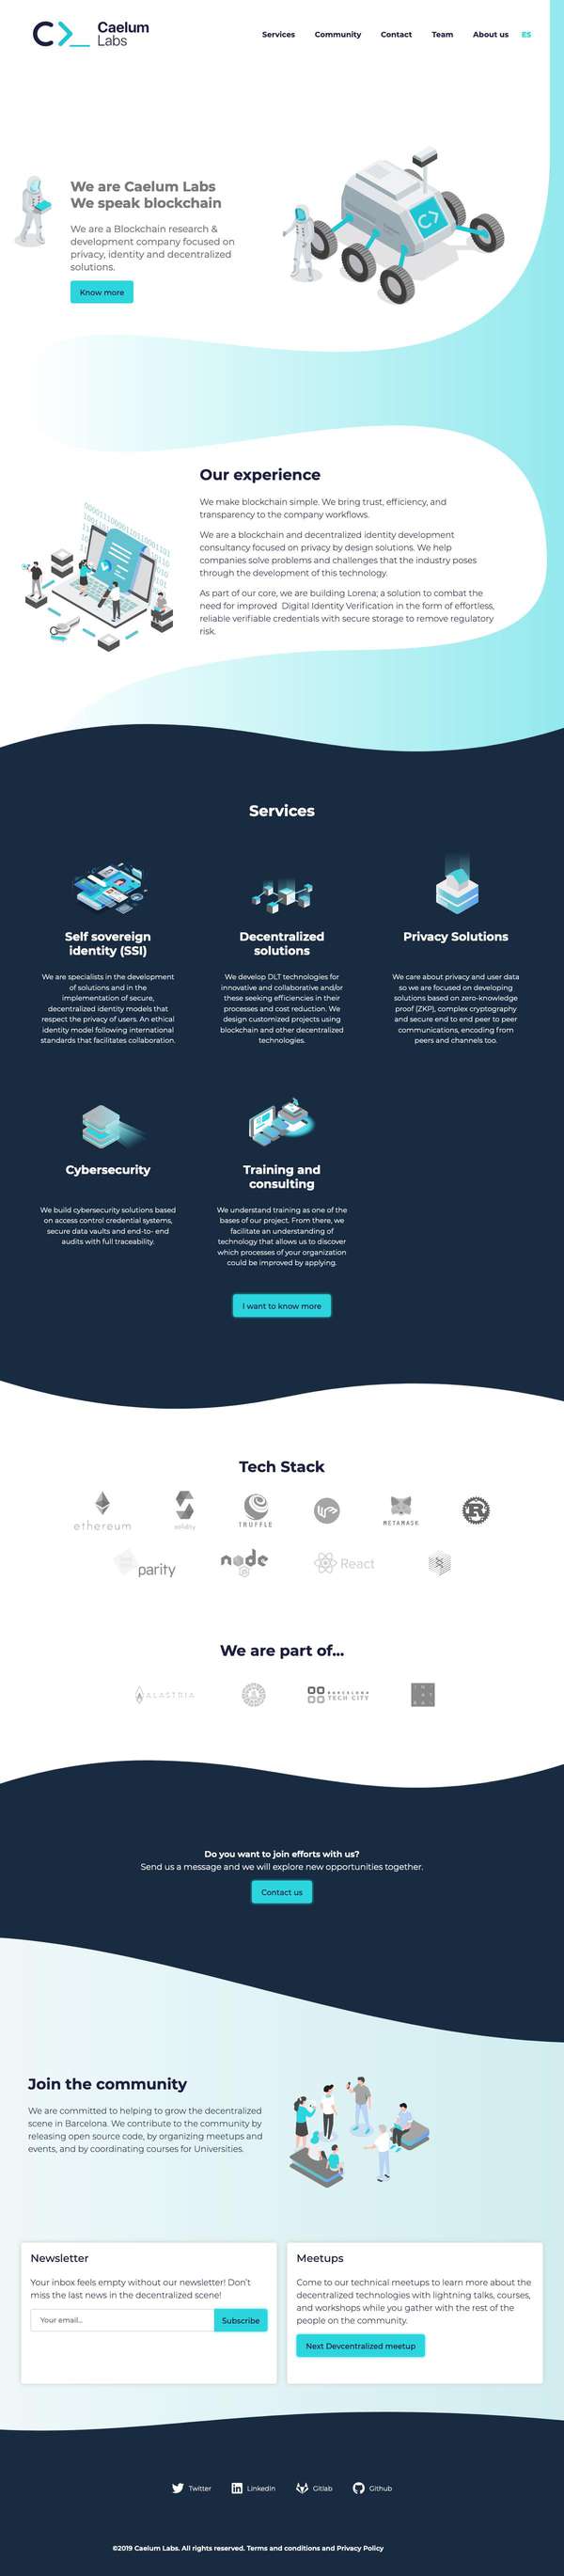 Caelum
Labs
Services Community Contact Team About us ES
We are Caelum Labs
We speak blockchain
We are a Blockchain research &
development company focused on
privacy, identity and decentralized
solutions.
Know more
Our experience
We make blockchain simple. We bring trust, efficiency, and
transparency to the company workflows.
We are a blockchain and decentralized identity development
consultancy focused on privacy by design solutions. We help
companies solve problems and challenges that the industry poses
through the development of this technology.
As part of our core, we are building Lorena; a solution to combat the
need for improved Digital Identity Verification in the form of effortless,
reliable verifiable credentials with secure storage to remove regulatory
risk.
Services
Self sovereign
identity (SSI)
We are specialists in the development
of solutions and in the
implementation of secure,
decentralized identity models that
respect the privacy of users. An ethical
identity model following international
standards that facilitates collaboration.
Decentralized
solutions
We develop DLT technologies for
innovative and collaborative and/or
these seeking efficiencies in their
processes and cost reduction. We
design customized projects using
blockchain and other decentralized
technologies.
Privacy Solutions
We care about privacy and user data
so we are focused on developing
solutions based on zero-knowledge
proof (ZKP), complex cryptography
and secure end to end peer to peer
communications, encoding from
peers and channels too.
Cybersecurity
We build cybersecurity solutions based
on access control credential systems,
secure data vaults and end-to- end
audits with full traceability.
Training and
consulting
We understand training as one of the
bases of our project. From there, we
facilitate an understanding of
technology that allows us to discover
which processes of your organization
could be improved by applying.
I want to know more
Tech Stack
ethereum
solidity
TRUFFLE
METAMASK
R
parity
node
JS
React
We are part of...
ALASTRIA
BARCELONA
TECH CITY
Do you want to join efforts with us?
Send us a message and we will explore new opportunities together.
Contact us
Join the community
We are committed to helping to grow the decentralized
scene in Barcelona. We contribute to the community by
releasing open source code, by organizing meetups and
events, and by coordinating courses for Universities.
Newsletter
Your inbox feels empty without our newsletter! Don't
miss the last news in the decentralized scene!
Your email...
Subscribe
Meetups
Come to our technical meetups to learn more about the
decentralized technologies with lightning talks, courses,
and workshops while you gather with the rest of the
people on the community.
Next Devcentralized meetup
Twitter Linkedin Gitlab Github
©2019 Caelum Labs. All rights reserved. Terms and conditions and Privacy Policy